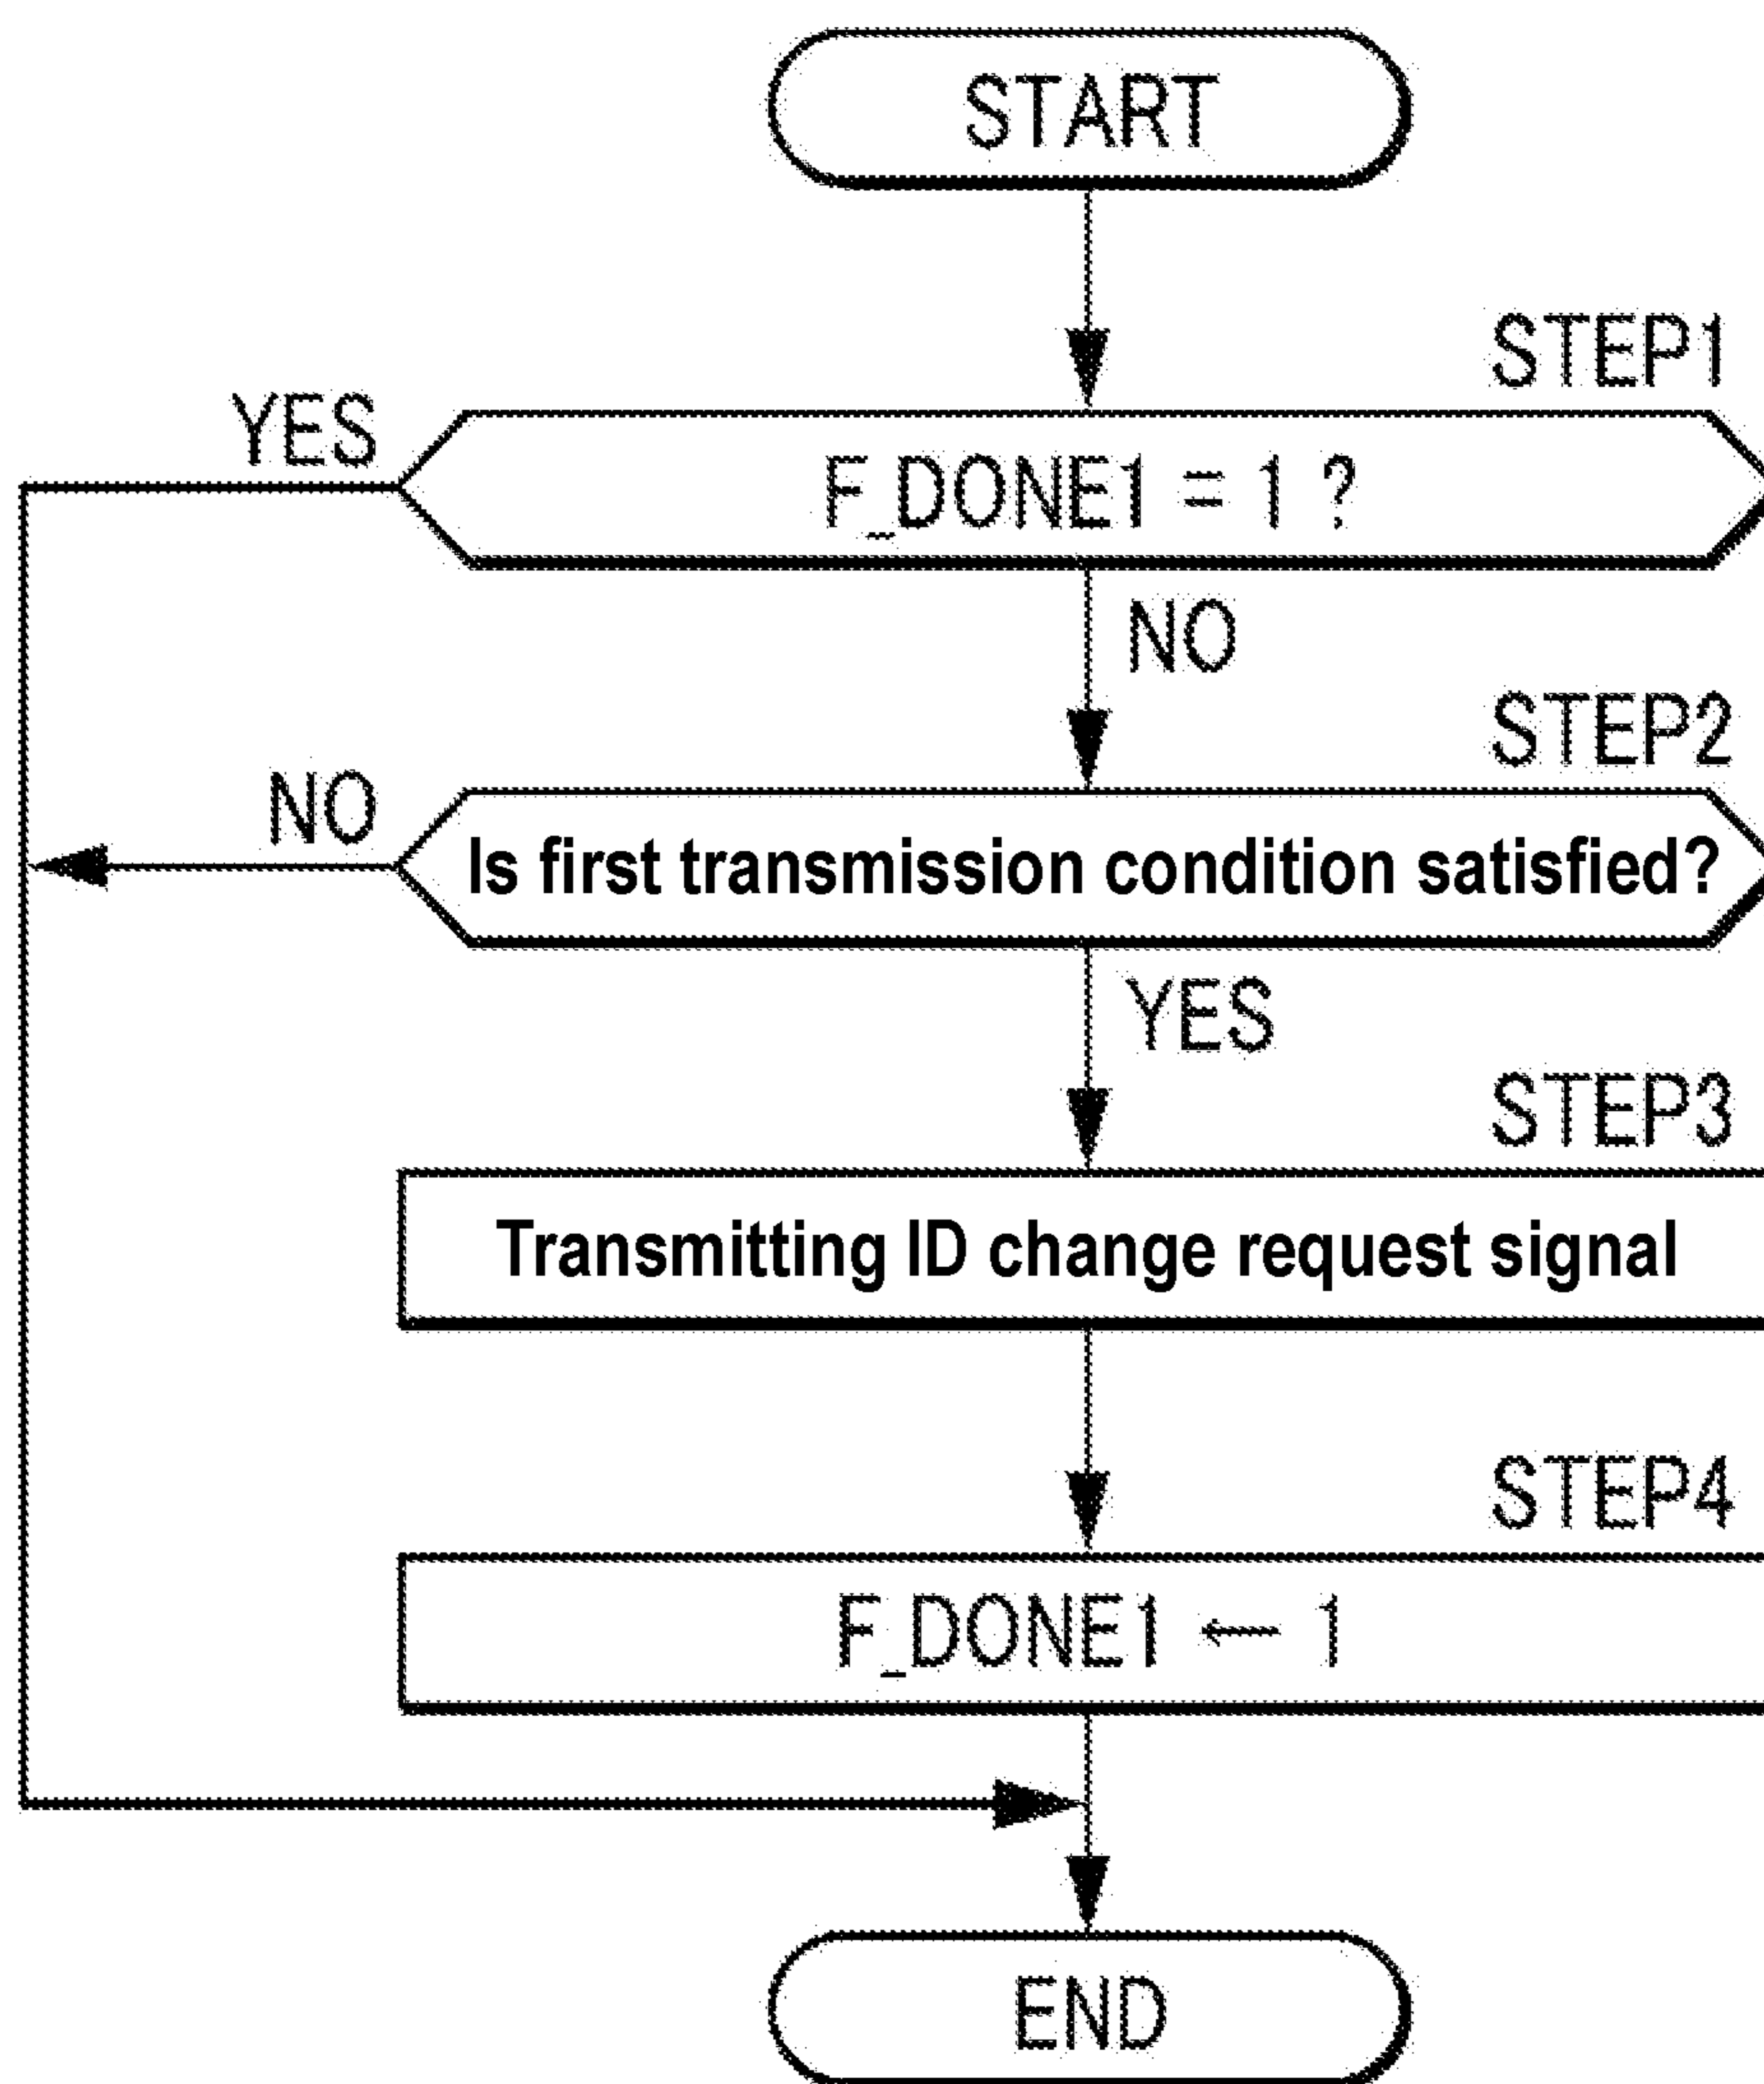 START
STEP1
YES
F_DONE1 = 1 ?
NO
STEP2
NO
Is first transmission condition satisfied?
YES
STEP3
Transmitting ID change request signal
STEP4
F_DONE1 ← 1
END